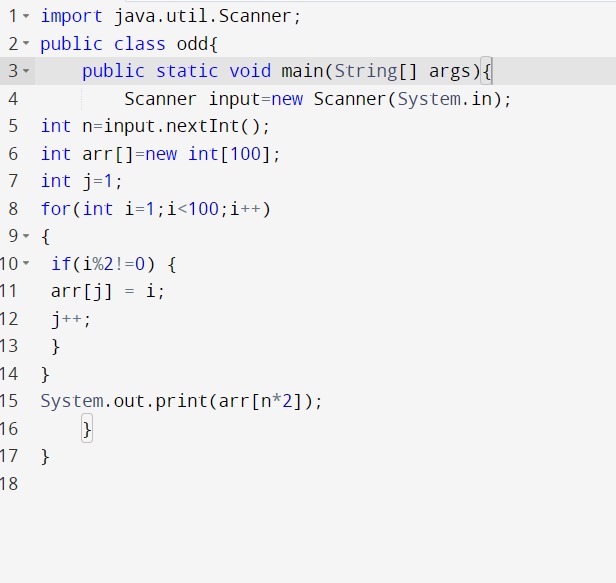 1 import java.util.Scanner;
2 public class odd{
3 public static void main(String[] args){
4 Scanner input=new Scanner(System.in);
5 int n=input.nextInt();
6 int arr[]=new int[100];
7 int j=1;
8 for(int i=1;i<100;i++)
9 {
10 if(i%2!=0) {
11 arr[j] = i;
12 j++;
13 }
14 }
15 System.out.print(arr[n*2]);
16 }
17 }
18